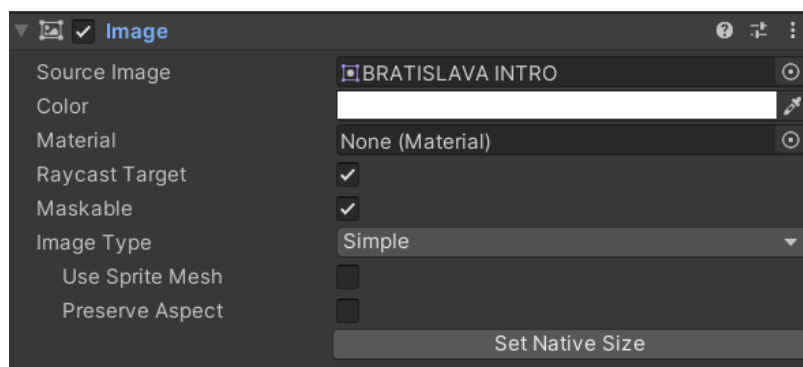 Image
Source Image BRATISLAVA INTRO
Color
Material None (Material)
Raycast Target
Maskable
Image Type Simple
Use Sprite Mesh
Preserve Aspect
Set Native Size